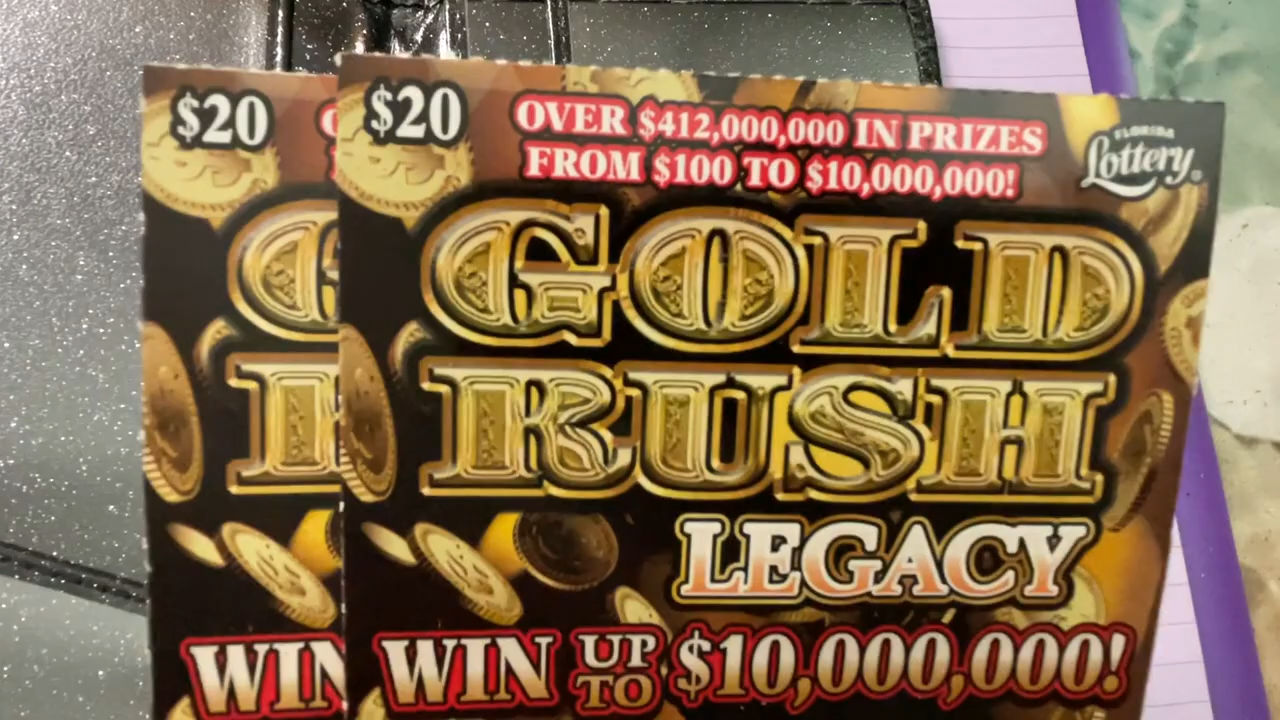 $20
$20
OVER $412,000,000 IN PRIZES
FROM $100 TO $10,000,000!
FLORIDA
Lottery
GOLD
RUSH
LEGACY
WIN
WIN UP TO $10,000,000!